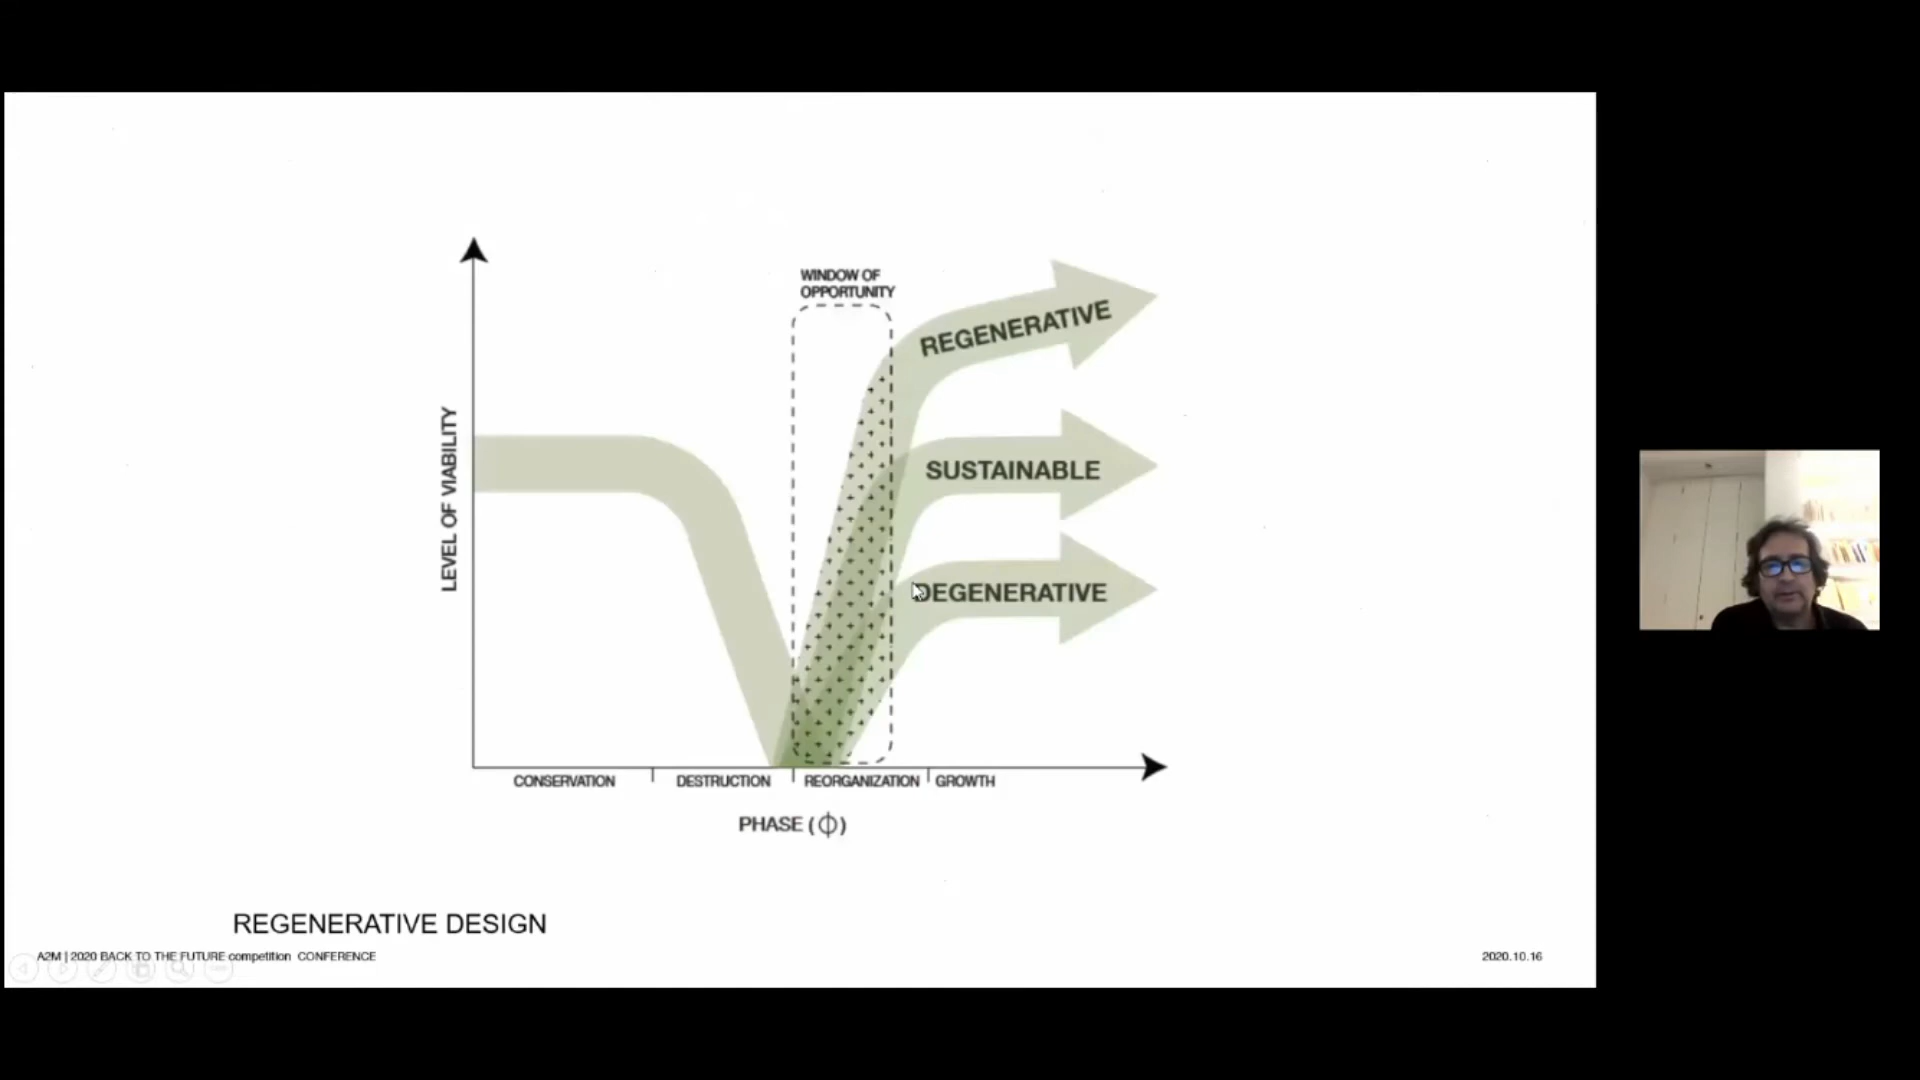 WINDOW OF
OPPORTUNITY
REGENERATIVE
SUSTAINABLE
DEGENERATIVE
LEVEL OF VIABILITY
CONSERVATION
DESTRUCTION
REORGANIZATION
GROWTH
PHASE (Φ)
REGENERATIVE DESIGN
A2M | 2020 BACK TO THE FUTURE competition CONFERENCE
2020.10.16